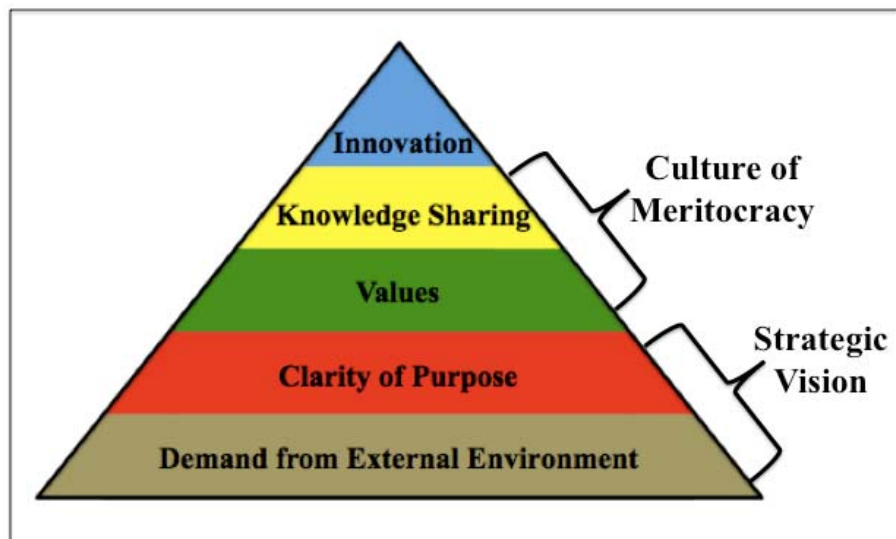 Innovation
Knowledge Sharing
Values
Clarity of Purpose
Demand from External Environment
Culture of
Meritocracy
Strategic
Vision